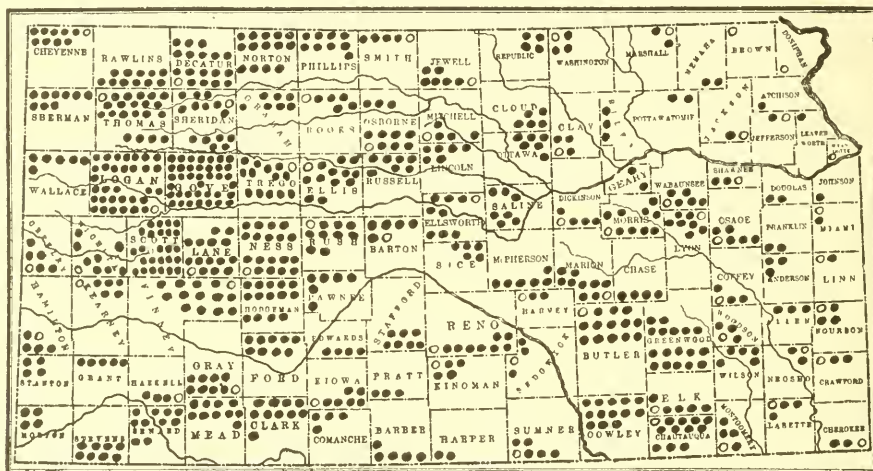 CHEYENNE
RAWLINS
DECATUR
NORTON
PHILLIPS
SMITH
JEWELL
REPUBLIC
WASHINGTON
MARSHALL
NEMAHA
BROWN
DONIPHAN
SHERMAN
THOMAS
SHERIDAN
GRAHAM
ROOKS
OSBORNE
MITCHELL
CLOUD
CLAY
RILEY
POTTAWATOMIE
JACKSON
ATCHISON
JEFFERSON
LEAVEN
WORTH
WYAN
DOTTE
WALLACE
LOGAN
GOVE
TREGO
ELLIS
RUSSELL
LINCOLN
OTTAWA
SALINE
DICKINSON
GEARY
WABAUNSEE
SHAWNEE
DOUGLAS
JOHNSON
GREELEY
WICHITA
SCOTT
LANE
NESS
RUSH
BARTON
ELLSWORTH
RICE
McPHERSON
MARION
MORRIS
CHASE
LYON
OSAGE
FRANKLIN
MIAMI
HAMILTON
KEARNEY
FINNEY
HODGEMAN
PAWNEE
STAFFORD
RENO
HARVEY
BUTLER
GREENWOOD
COFFEY
ANDERSON
LINN
WOODSON
ALLEN
BOURBON
STANTON
GRANT
HASKELL
GRAY
FORD
EDWARDS
KIOWA
PRATT
KINGMAN
SEDGWICK
ELK
WILSON
NEOSHO
CRAWFORD
MORTON
STEVENS
SEWARD
MEAD
CLARK
COMANCHE
BARBER
HARPER
SUMNER
COWLEY
CHAUTAUQUA
MONTGOMERY
LABETTE
CHEROKEE